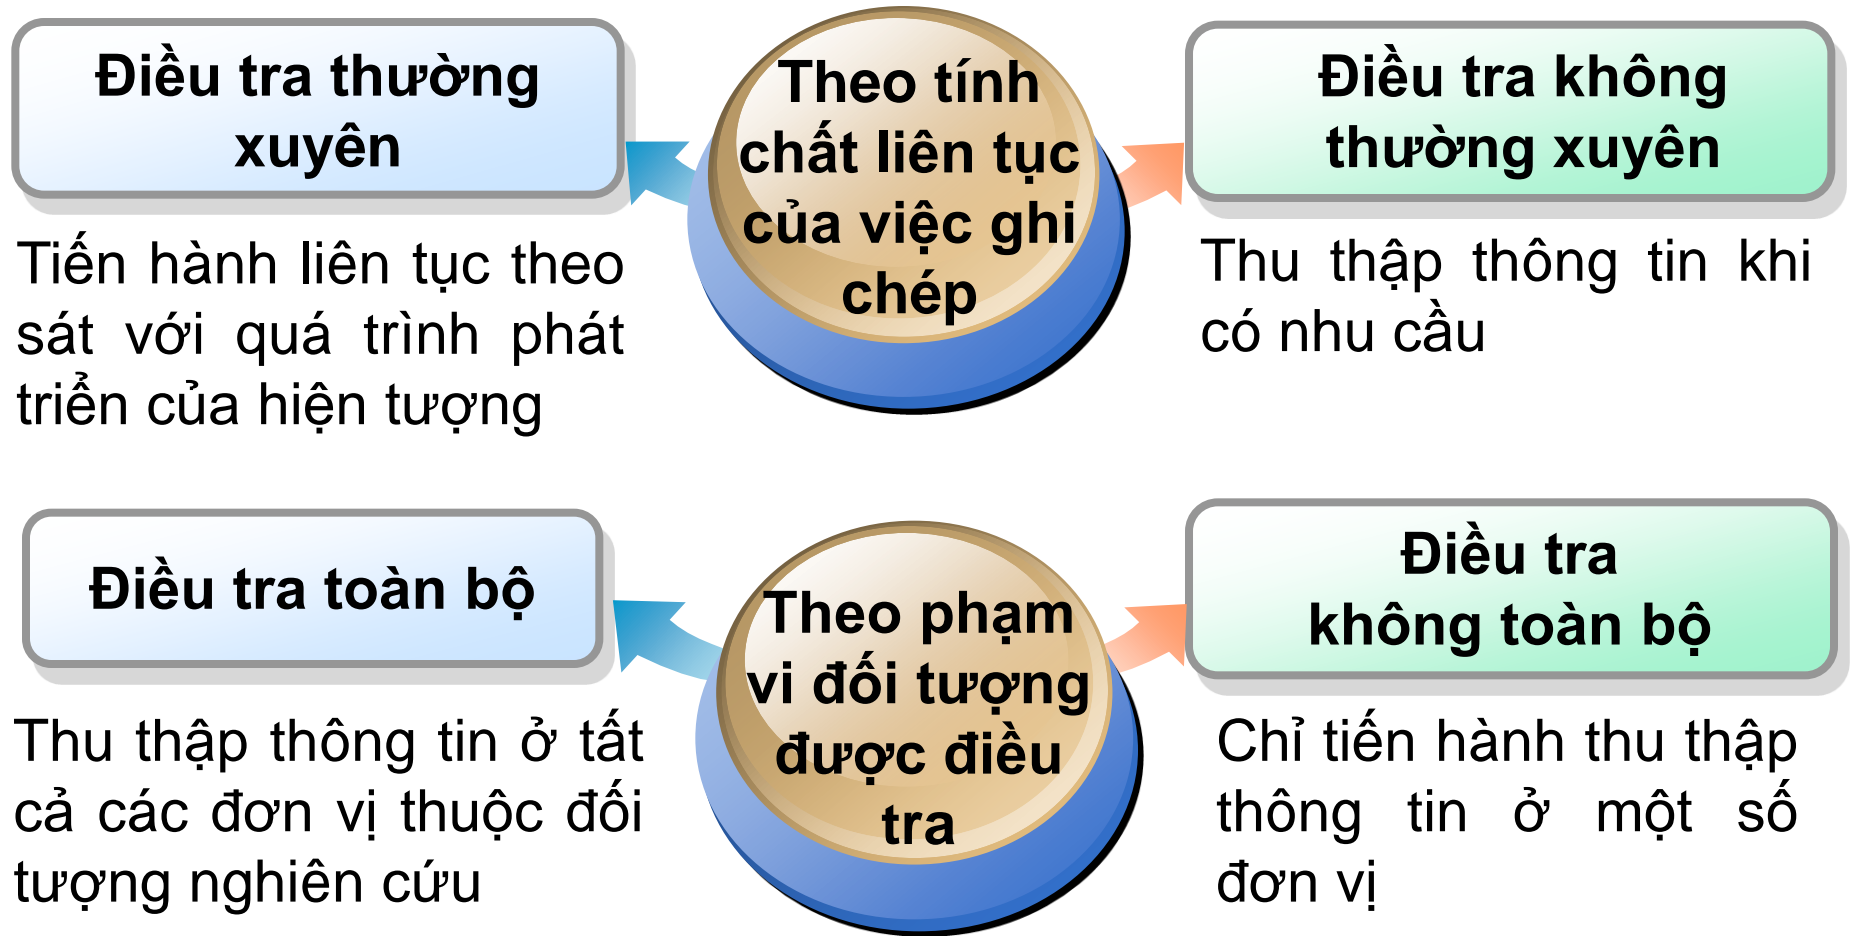 Điều tra thường
xuyên
Theo tính
chất liên tục
của việc ghi
chép
Điều tra không
thường xuyên
Tiến hành liên tục theo
sát với quá trình phát
triển của hiện tượng
Thu thập thông tin khi
có nhu cầu
Điều tra toàn bộ
Theo phạm
vi đối tượng
được điều
tra
Điều tra
không toàn bộ
Thu thập thông tin ở tất
cả các đơn vị thuộc đối
tượng nghiên cứu
Chỉ tiến hành thu thập
thông tin ở một số
đơn vị